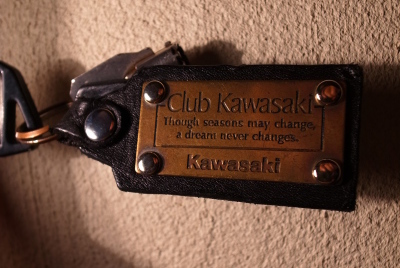 Club Kawasaki
Though seasons may change,
a dream never changes.
Kawasaki